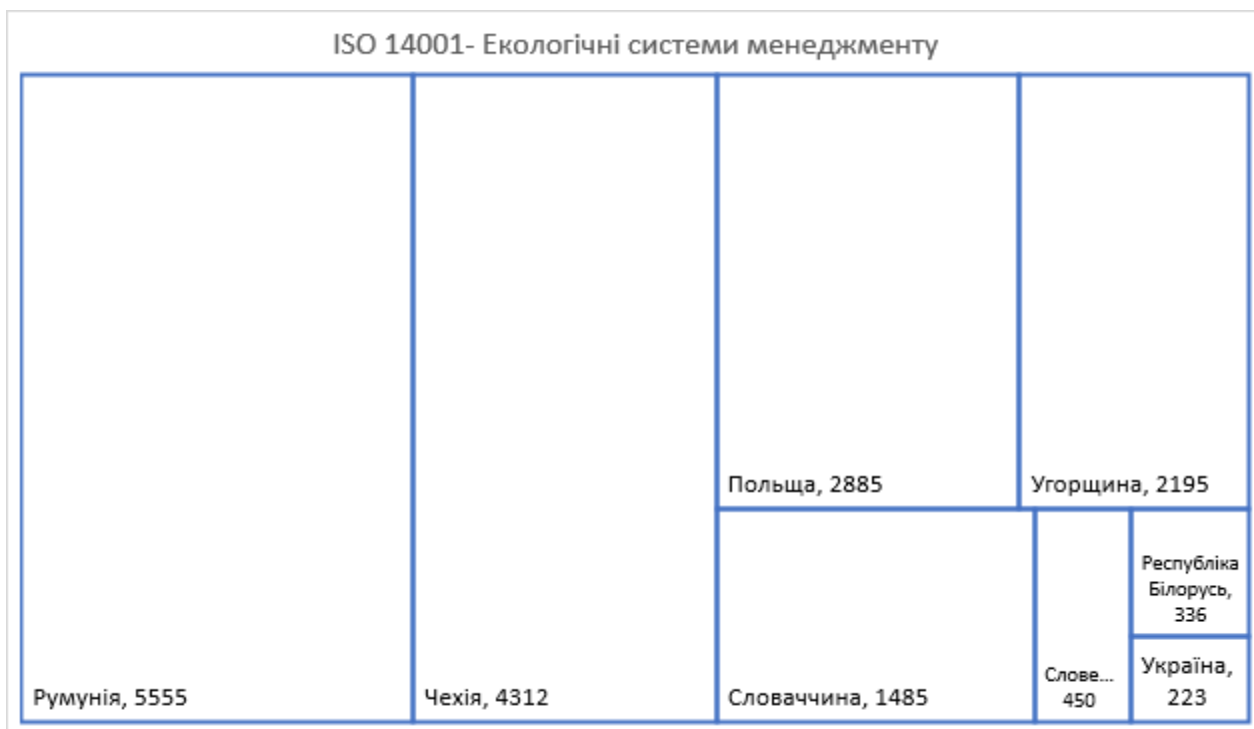 ISO 14001- Екологічні системи менеджменту
Румунія, 5555
Чехія, 4312
Польща, 2885
Угорщина, 2195
Словаччина, 1485
Слове...
450
Республіка
Білорусь,
336
Україна,
223